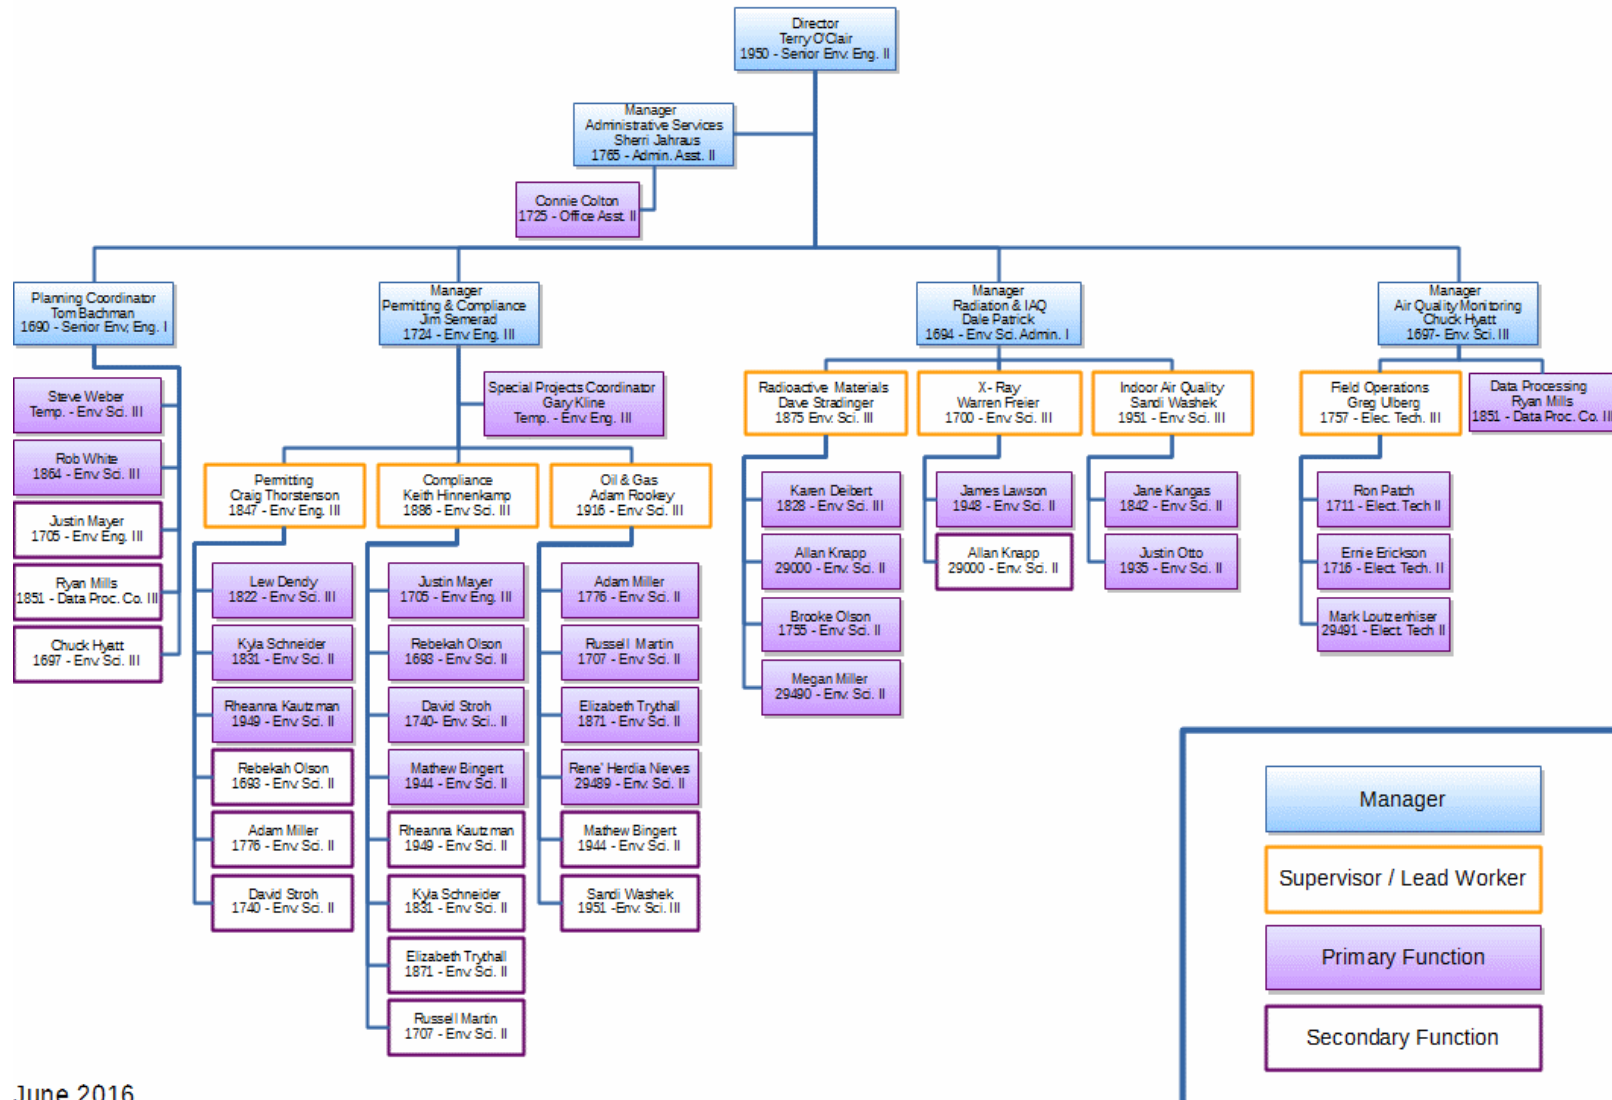 Director
Terry O'Clair
1950 - Senior Env. Eng. II
Manager
Administrative Services
Sherri Jahraus
1765 - Admin. Asst. II
Connie Colton
1725 - Office Asst. II
Planning Coordinator
Tom Bachman
1690 - Senior Env. Eng. I
Steve Weber
Temp. - Env. Sci. III
Rob White
1864 - Env. Sci. III
Justin Mayer
1705 - Env. Eng. III
Ryan Mills
1851 - Data Proc. Co. III
Chuck Hyatt
1697 - Env. Sci. III
Manager
Permitting & Compliance
Jim Semerad
1724 - Env. Eng. III
Special Projects Coordinator
Gary Kline
Temp. - Env. Eng. III
Permitting
Craig Thorstenson
1847 - Env. Eng. III
Lew Dendy
1822 - Env. Sci. III
Kyla Schneider
1831 - Env. Sci. II
Rheanna Kautzman
1949 - Env. Sci. II
Rebekah Olson
1693 - Env. Sci. II
Adam Miller
1776 - Env. Sci. II
David Stroh
1740 - Env. Sci. II
Compliance
Keith Hinnenkamp
1886 - Env. Sci. III
Justin Mayer
1705 - Env. Eng. III
Rebekah Olson
1693 - Env. Sci. II
David Stroh
1740- Env. Sci.. II
Mathew Bingert
1944 - Env. Sci. II
Rheanna Kautzman
1949 - Env. Sci. II
Kyla Schneider
1831 - Env. Sci. II
Elizabeth Trythall
1871 - Env. Sci. II
Russell Martin
1707 - Env. Sci. II
Oil & Gas
Adam Rookey
1916 - Env. Sci. III
Adam Miller
1776 - Env. Sci. II
Russell Martin
1707 - Env. Sci. II
Elizabeth Trythall
1871 - Env. Sci. II
Rene' Herdia Nieves
29489 - Env. Sci. II
Mathew Bingert
1944 - Env. Sci. II
Sandi Washek
1951 -Env. Sci. III
Manager
Radiation & IAQ
Dale Patrick
1694 - Env. Sci. Admin. I
Radioactive Materials
Dave Stradinger
1875 Env. Sci. III
Karen Deibert
1828 - Env. Sci. III
Allan Knapp
29000 - Env. Sci. II
Brooke Olson
1755 - Env. Sci. II
Megan Miller
29490 - Env. Sci. II
X- Ray
Warren Freier
1700 - Env. Sci. III
James Lawson
1948 - Env. Sci. II
Allan Knapp
29000 - Env. Sci. II
Indoor Air Quality
Sandi Washek
1951 - Env. Sci. III
Jane Kangas
1842 - Env. Sci. II
Justin Otto
1935 - Env. Sci. II
Manager
Air Quality Monitoring
Chuck Hyatt
1697- Env. Sci. III
Field Operations
Greg Ulberg
1757 - Elec. Tech. III
Ron Patch
1711 - Elect. Tech II
Ernie Erickson
1716 - Elect. Tech. II
Mark Loutzenhiser
29491 - Elect. Tech II
Data Processing
Ryan Mills
1851 - Data Proc. Co. III
Manager
Supervisor / Lead Worker
Primary Function
Secondary Function
June 2016